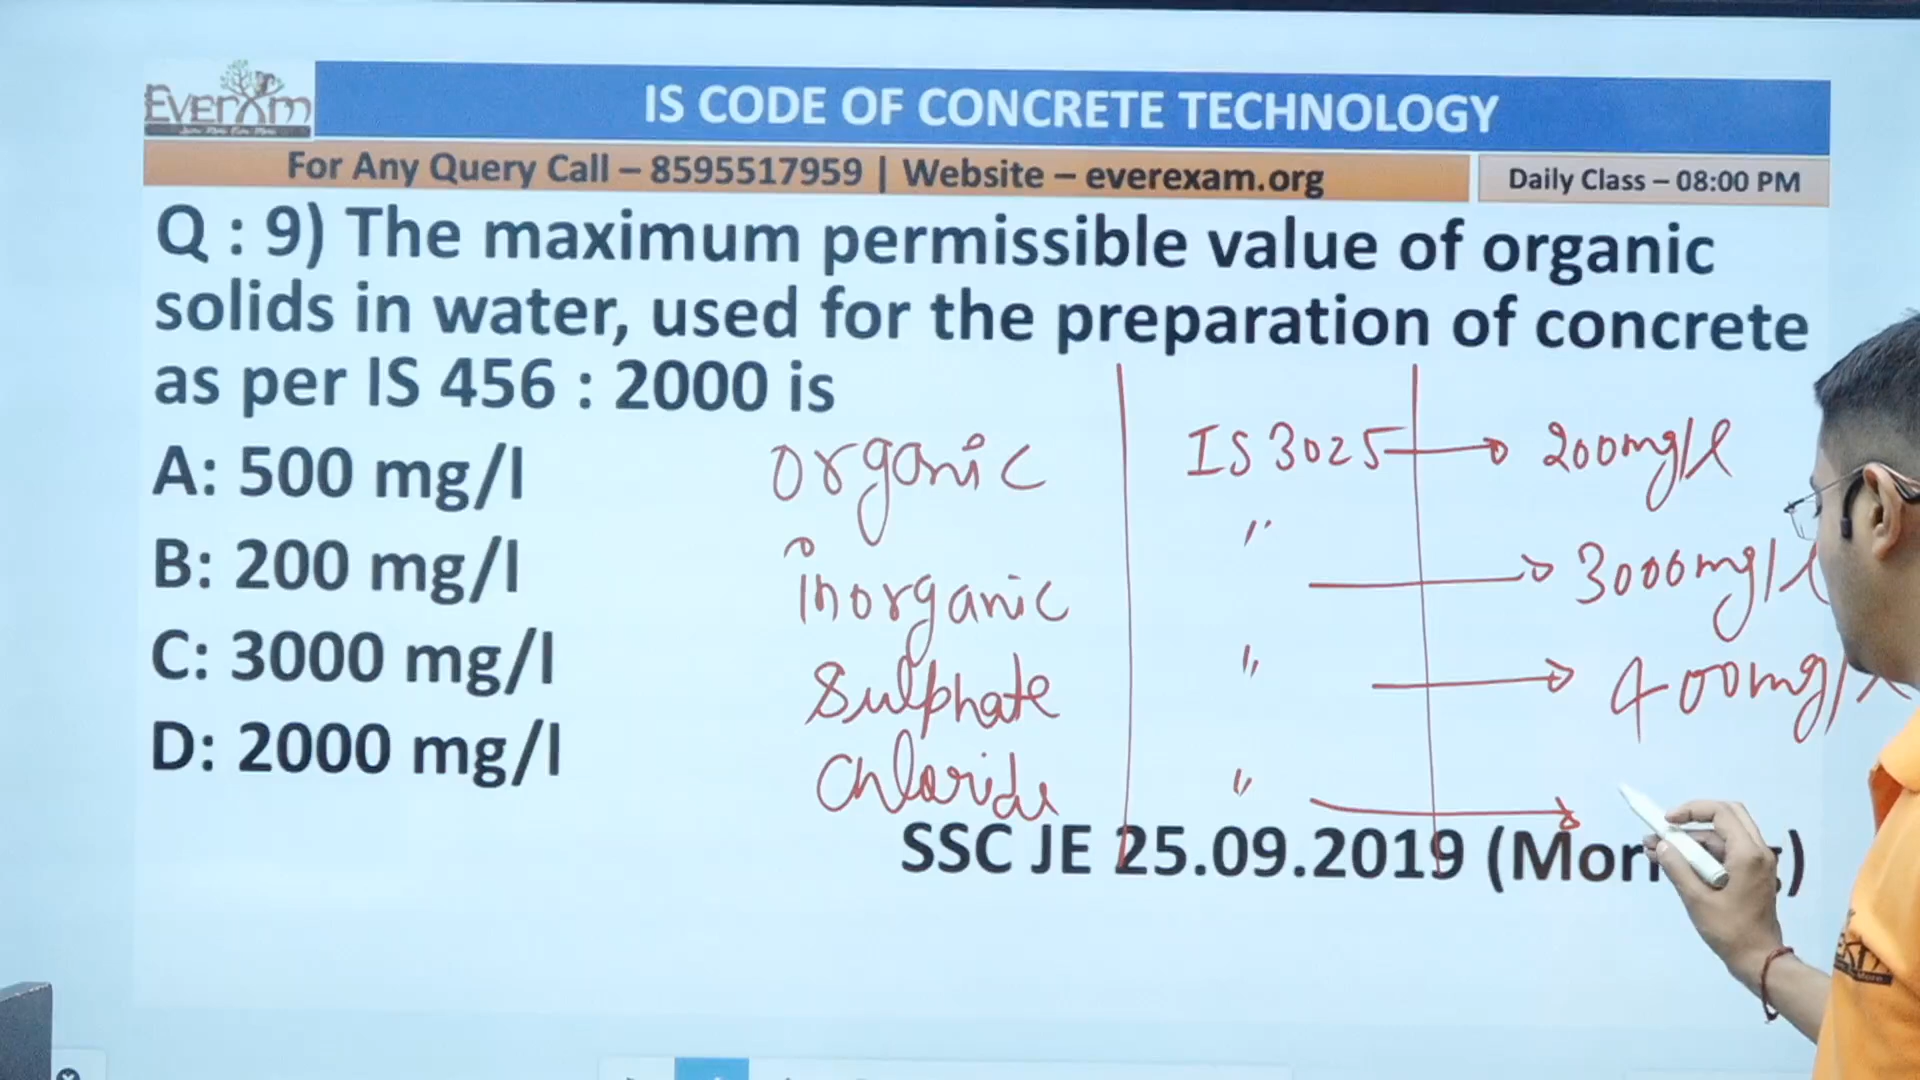 EverExam
IS CODE OF CONCRETE TECHNOLOGY
For Any Query Call – 8595517959 | Website – everexam.org
Daily Class – 08:00 PM
Q : 9) The maximum permissible value of organic
solids in water, used for the preparation of concrete
as per IS 456 : 2000 is
A: 500 mg/l
B: 200 mg/l
C: 3000 mg/l
D: 2000 mg/l
organic IS 3025 → 200mg/l
inorganic " → 3000mg/l
Sulphate " → 400mg/l
Chloride " →
SSC JE 25.09.2019 (Mor